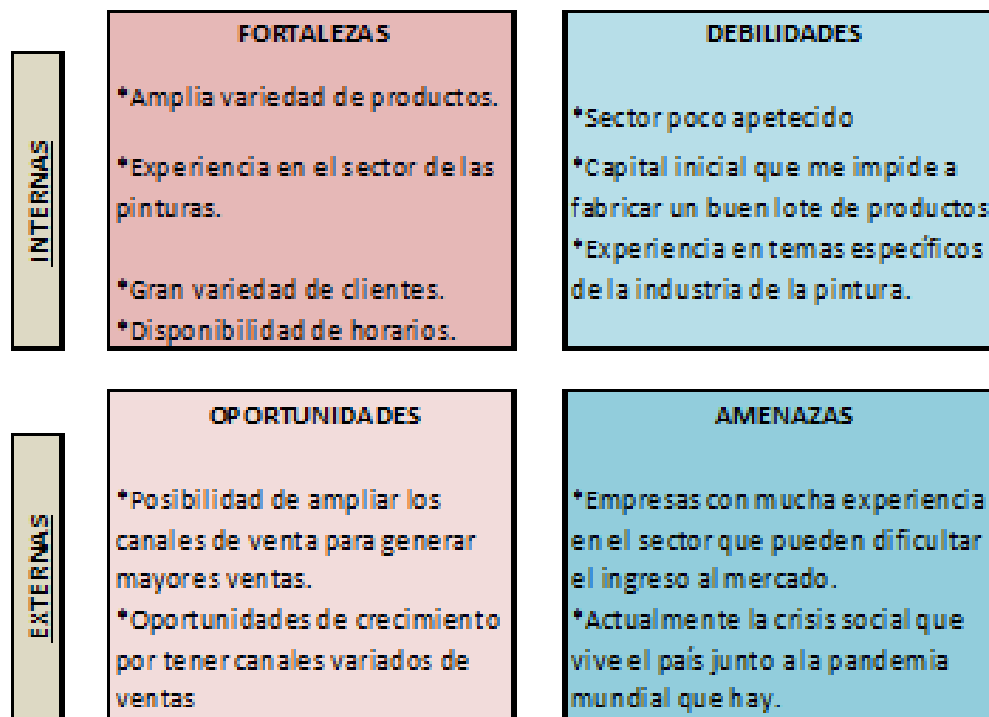 INTERNAS
FORTALEZAS
*Amplia variedad de productos.
*Experiencia en el sector de las
pinturas.
*Gran variedad de clientes.
*Disponibilidad de horarios.
DEBILIDADES
*Sector poco apetecido
*Capital inicial que me impide a
fabricar un buen lote de productos
*Experiencia en temas específicos
de la industria de la pintura.
EXTERNAS
OPORTUNIDADES
*Posibilidad de ampliar los
canales de venta para generar
mayores ventas.
*Oportunidades de crecimiento
por tener canales variados de
ventas
AMENAZAS
*Empresas con mucha experiencia
en el sector que pueden dificultar
el ingreso al mercado.
*Actualmente la crisis social que
vive el país junto ala pandemia
mundial que hay.